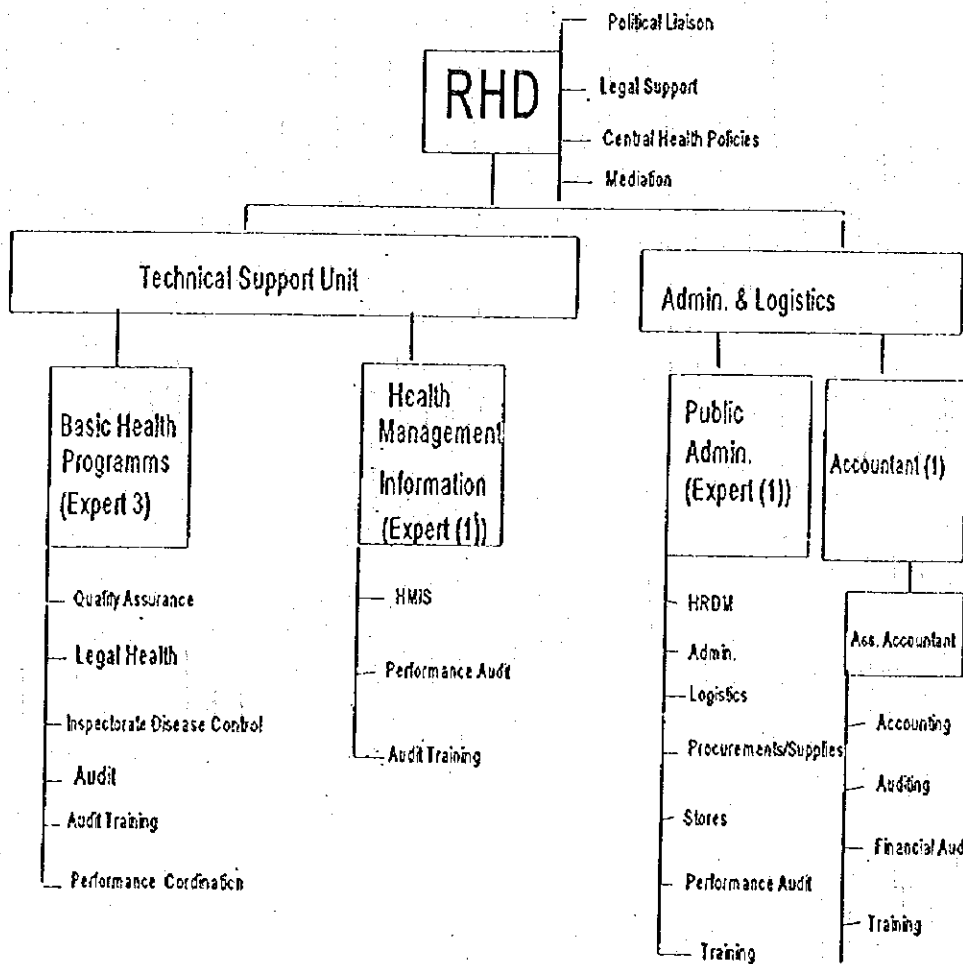 Political Liaison
RHD
Legal Support
Central Health Policies
Mediation
Technical Support Unit
Admin. & Logistics
Basic Health
Programms
(Expert 3)
Health
Management
Information
(Expert (1))
Public
Admin.
(Expert (1))
Accountant (1)
Quality Assurance
Legal Health
Inspectorate Disease Control
Audit
Audit Training
Performance Cordination
HMIS
Performance Audit
Audit Training
HRDM
Admin.
Logistics
Procurements/Supplies
Stores
Performance Audit
Training
Ass. Accountant
Accounting
Auditing
Financial Aud
Training